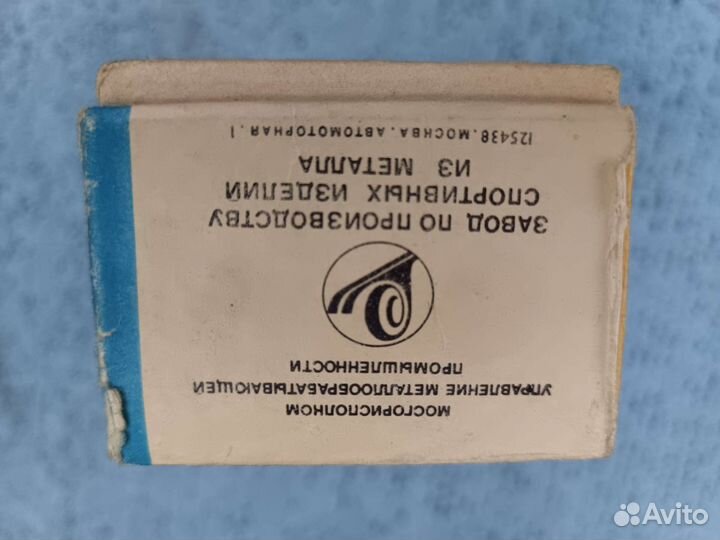 МОСГОРИСПОЛКОМ
УПРАВЛЕНИЕ МЕТАЛЛООБРАБАТЫВАЮЩЕЙ
ПРОМЫШЛЕННОСТИ
ЗАВОД ПО ПРОИЗВОДСТВУ
СПОРТИВНЫХ ИЗДЕЛИЙ
ИЗ МЕТАЛЛА
125438. МОСКВА. АВТОМОТОРНАЯ. 1
Avito